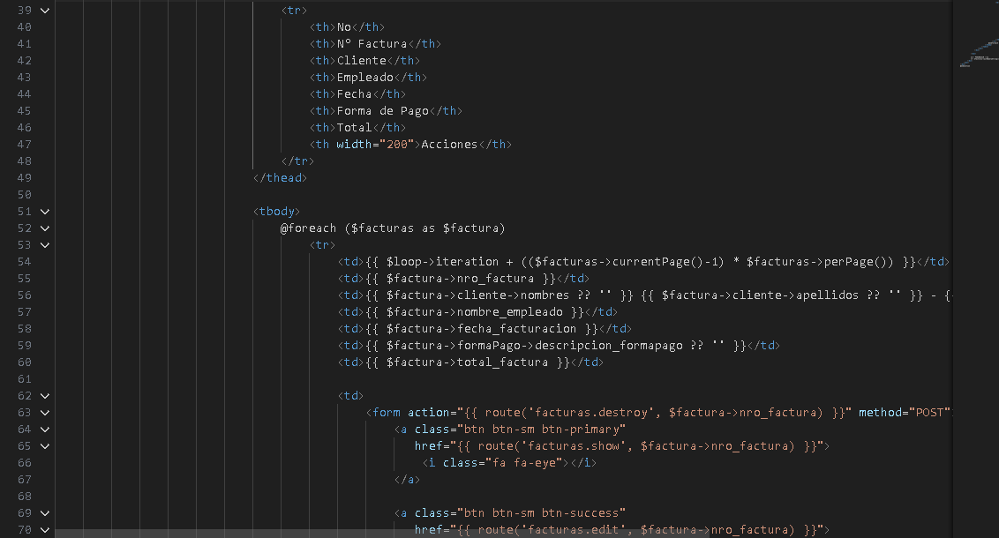 39 <tr>
40 <th>No</th>
41 <th>Nº Factura</th>
42 <th>Cliente</th>
43 <th>Empleado</th>
44 <th>Fecha</th>
45 <th>Forma de Pago</th>
46 <th>Total</th>
47 <th width="200">Acciones</th>
48 </tr>
49 </thead>
50
51 <tbody>
52 @foreach ($facturas as $factura)
53 <tr>
54 <td>{{ $loop->iteration + (($facturas->currentPage()-1) * $facturas->perPage()) }}</td>
55 <td>{{ $factura->nro_factura }}</td>
56 <td>{{ $factura->cliente->nombres ?? '' }} {{ $factura->cliente->apellidos ?? '' }} - {
57 <td>{{ $factura->nombre_empleado }}</td>
58 <td>{{ $factura->fecha_facturacion }}</td>
59 <td>{{ $factura->formaPago->descripcion_formapago ?? '' }}</td>
60 <td>{{ $factura->total_factura }}</td>
61
62 <td>
63 <form action="{{ route('facturas.destroy', $factura->nro_factura) }}" method="POST"
64 <a class="btn btn-sm btn-primary"
65 href="{{ route('facturas.show', $factura->nro_factura) }}">
66 <i class="fa fa-eye"></i>
67 </a>
68
69 <a class="btn btn-sm btn-success"
70 href="{{ route('facturas.edit', $factura->nro_factura) }}">